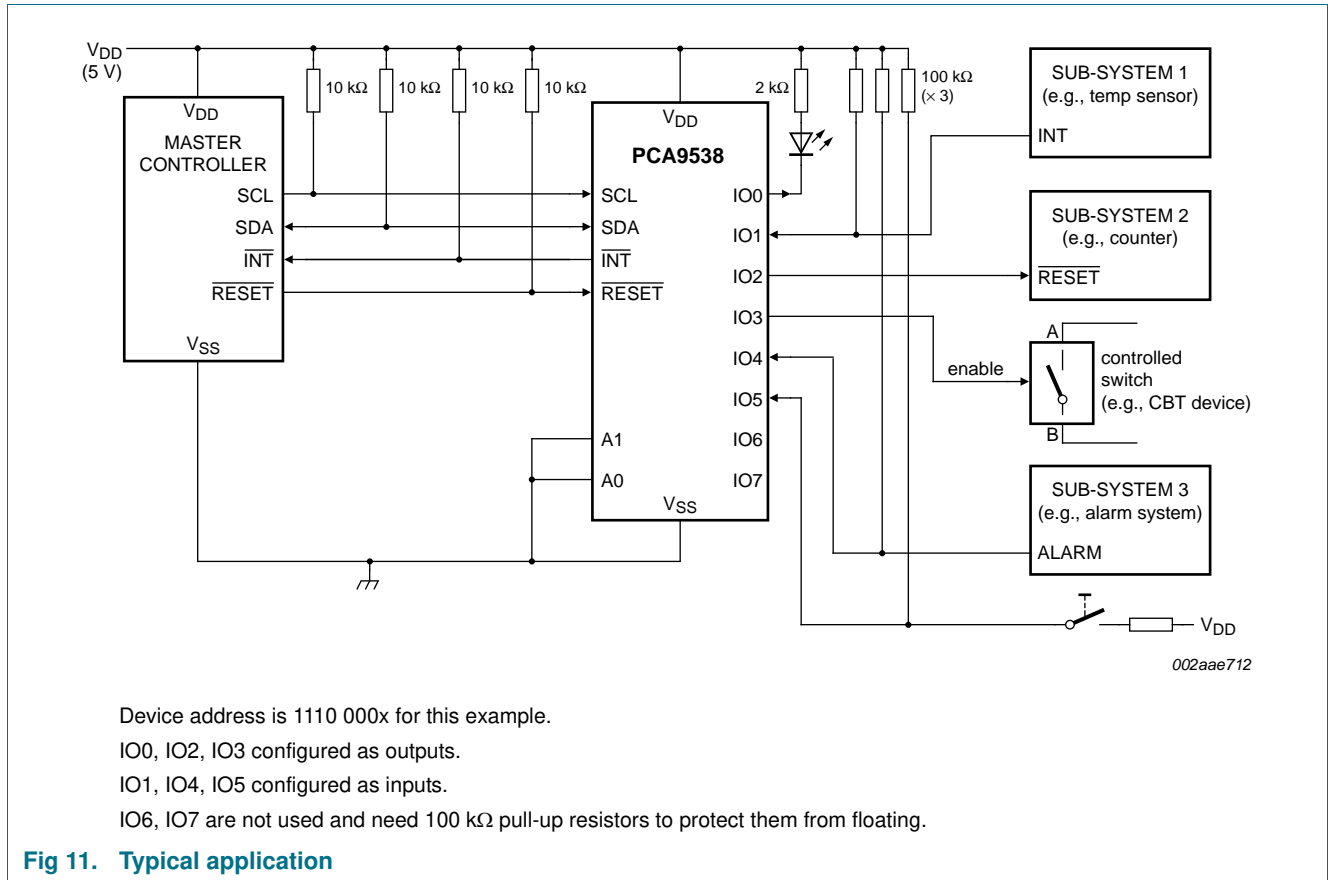 VDD
(5 V)
10 kΩ
10 kΩ
10 kΩ
10 kΩ
2 kΩ
100 kΩ
(× 3)
VDD
MASTER
CONTROLLER
SCL
SDA
INT
RESET
VSS
VDD
PCA9538
SCL
SDA
INT
RESET
A1
A0
VSS
IO0
IO1
IO2
IO3
IO4
IO5
IO6
IO7
SUB-SYSTEM 1
(e.g., temp sensor)
INT
SUB-SYSTEM 2
(e.g., counter)
RESET
A
enable
B
controlled
switch
(e.g., CBT device)
SUB-SYSTEM 3
(e.g., alarm system)
ALARM
VDD
002aae712
Device address is 1110 000x for this example.
IO0, IO2, IO3 configured as outputs.
IO1, IO4, IO5 configured as inputs.
IO6, IO7 are not used and need 100 kΩ pull-up resistors to protect them from floating.
Fig 11. Typical application